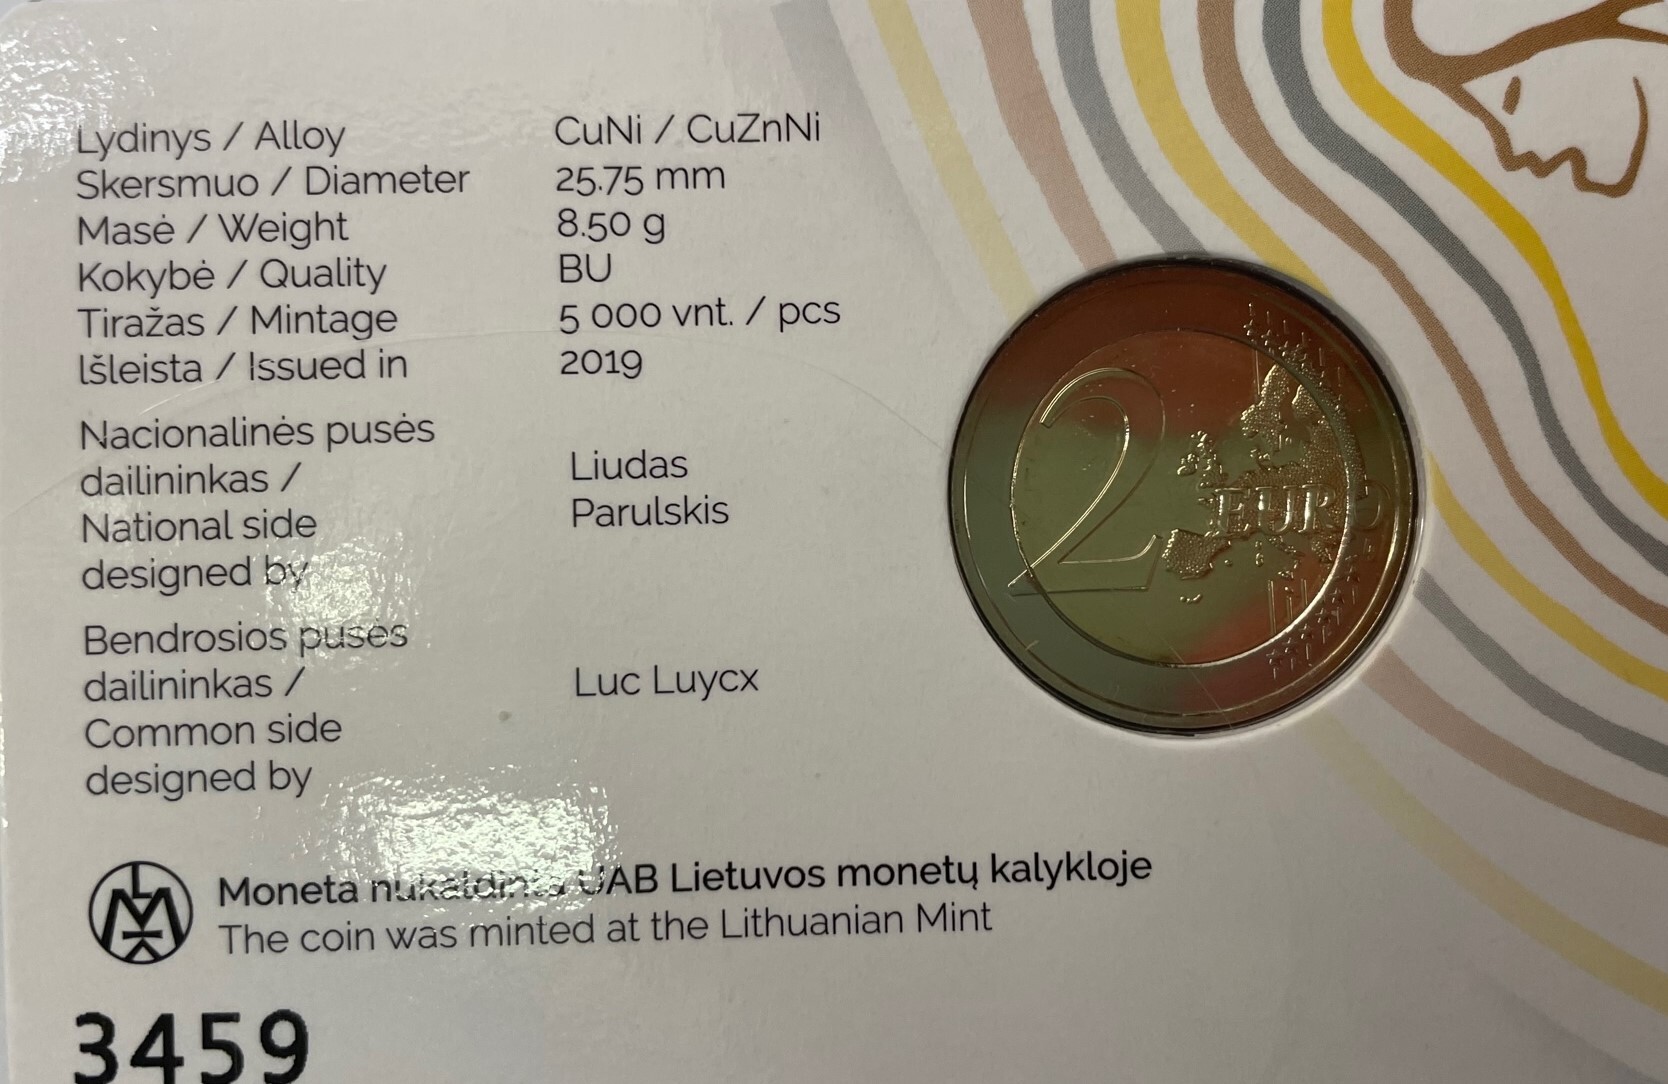 Lydinys / Alloy CuNi / CuZnNi
Skersmuo / Diameter 25.75 mm
Masė / Weight 8.50 g
Kokybė / Quality BU
Tiražas / Mintage 5 000 vnt. / pcs
Išleista / Issued in 2019
Nacionalinės pusės
dailininkas /
National side
designed by
Liudas
Parulskis
Bendrosios pusės
dailininkas /
Common side
designed by
Luc Luycx
Moneta nukaldinta UAB Lietuvos monetų kalykloje
The coin was minted at the Lithuanian Mint
3459
2 EURO